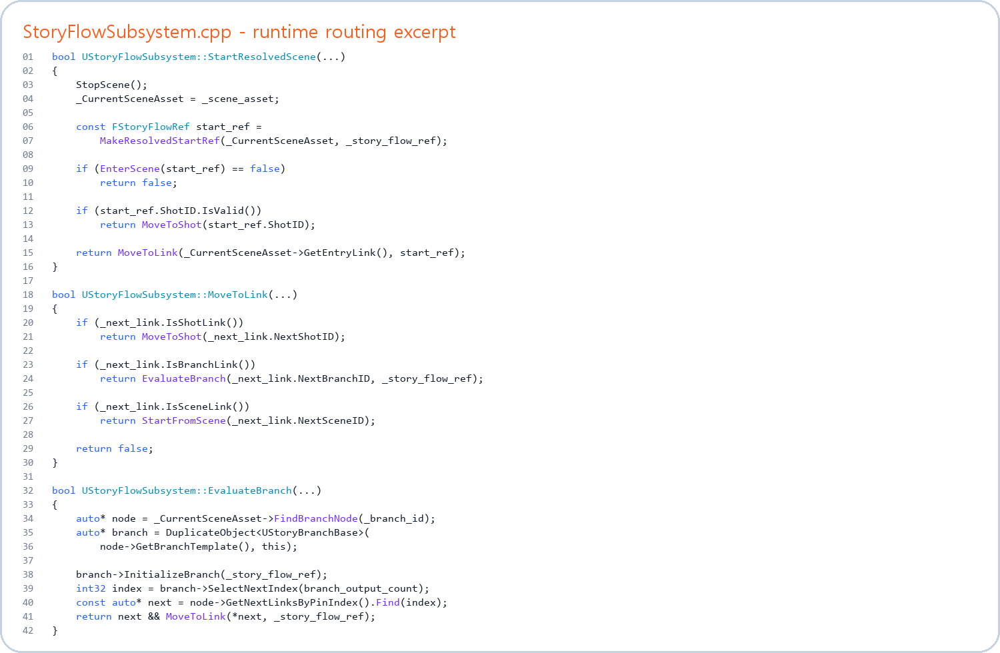 StoryFlowSubsystem.cpp - runtime routing excerpt
01 bool UStoryFlowSubsystem::StartResolvedScene(...)
02 {
03     StopScene();
04     _CurrentSceneAsset = _scene_asset;
05
06     const FStoryFlowRef start_ref =
07         MakeResolvedStartRef(_CurrentSceneAsset, _story_flow_ref);
08
09     if (EnterScene(start_ref) == false)
10         return false;
11
12     if (start_ref.ShotID.IsValid())
13         return MoveToShot(start_ref.ShotID);
14
15     return MoveToLink(_CurrentSceneAsset->GetEntryLink(), start_ref);
16 }
17
18 bool UStoryFlowSubsystem::MoveToLink(...)
19 {
20     if (_next_link.IsShotLink())
21         return MoveToShot(_next_link.NextShotID);
22
23     if (_next_link.IsBranchLink())
24         return EvaluateBranch(_next_link.NextBranchID, _story_flow_ref);
25
26     if (_next_link.IsSceneLink())
27         return StartFromScene(_next_link.NextSceneID);
28
29     return false;
30 }
31
32 bool UStoryFlowSubsystem::EvaluateBranch(...)
33 {
34     auto* node = _CurrentSceneAsset->FindBranchNode(_branch_id);
35     auto* branch = DuplicateObject<UStoryBranchBase>(
36         node->GetBranchTemplate(), this);
37
38     branch->InitializeBranch(_story_flow_ref);
39     int32 index = branch->SelectNextIndex(branch_output_count);
40     const auto* next = node->GetNextLinksByPinIndex().Find(index);
41     return next && MoveToLink(*next, _story_flow_ref);
42 }